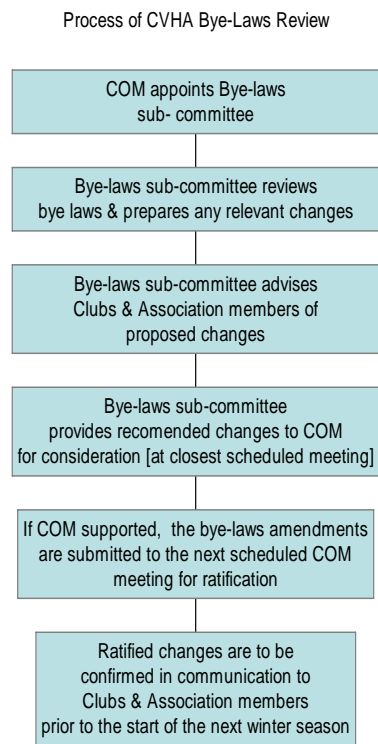 Process of CVHA Bye-Laws Review
COM appoints Bye-laws
sub- committee
Bye-laws sub-committee reviews
bye laws & prepares any relevant changes
Bye-laws sub-committee advises
Clubs & Association members of
proposed changes
Bye-laws sub-committee
provides recomended changes to COM
for consideration [at closest scheduled meeting]
If COM supported, the bye-laws amendments
are submitted to the next scheduled COM
meeting for ratification
Ratified changes are to be
confirmed in communication to
Clubs & Association members
prior to the start of the next winter season